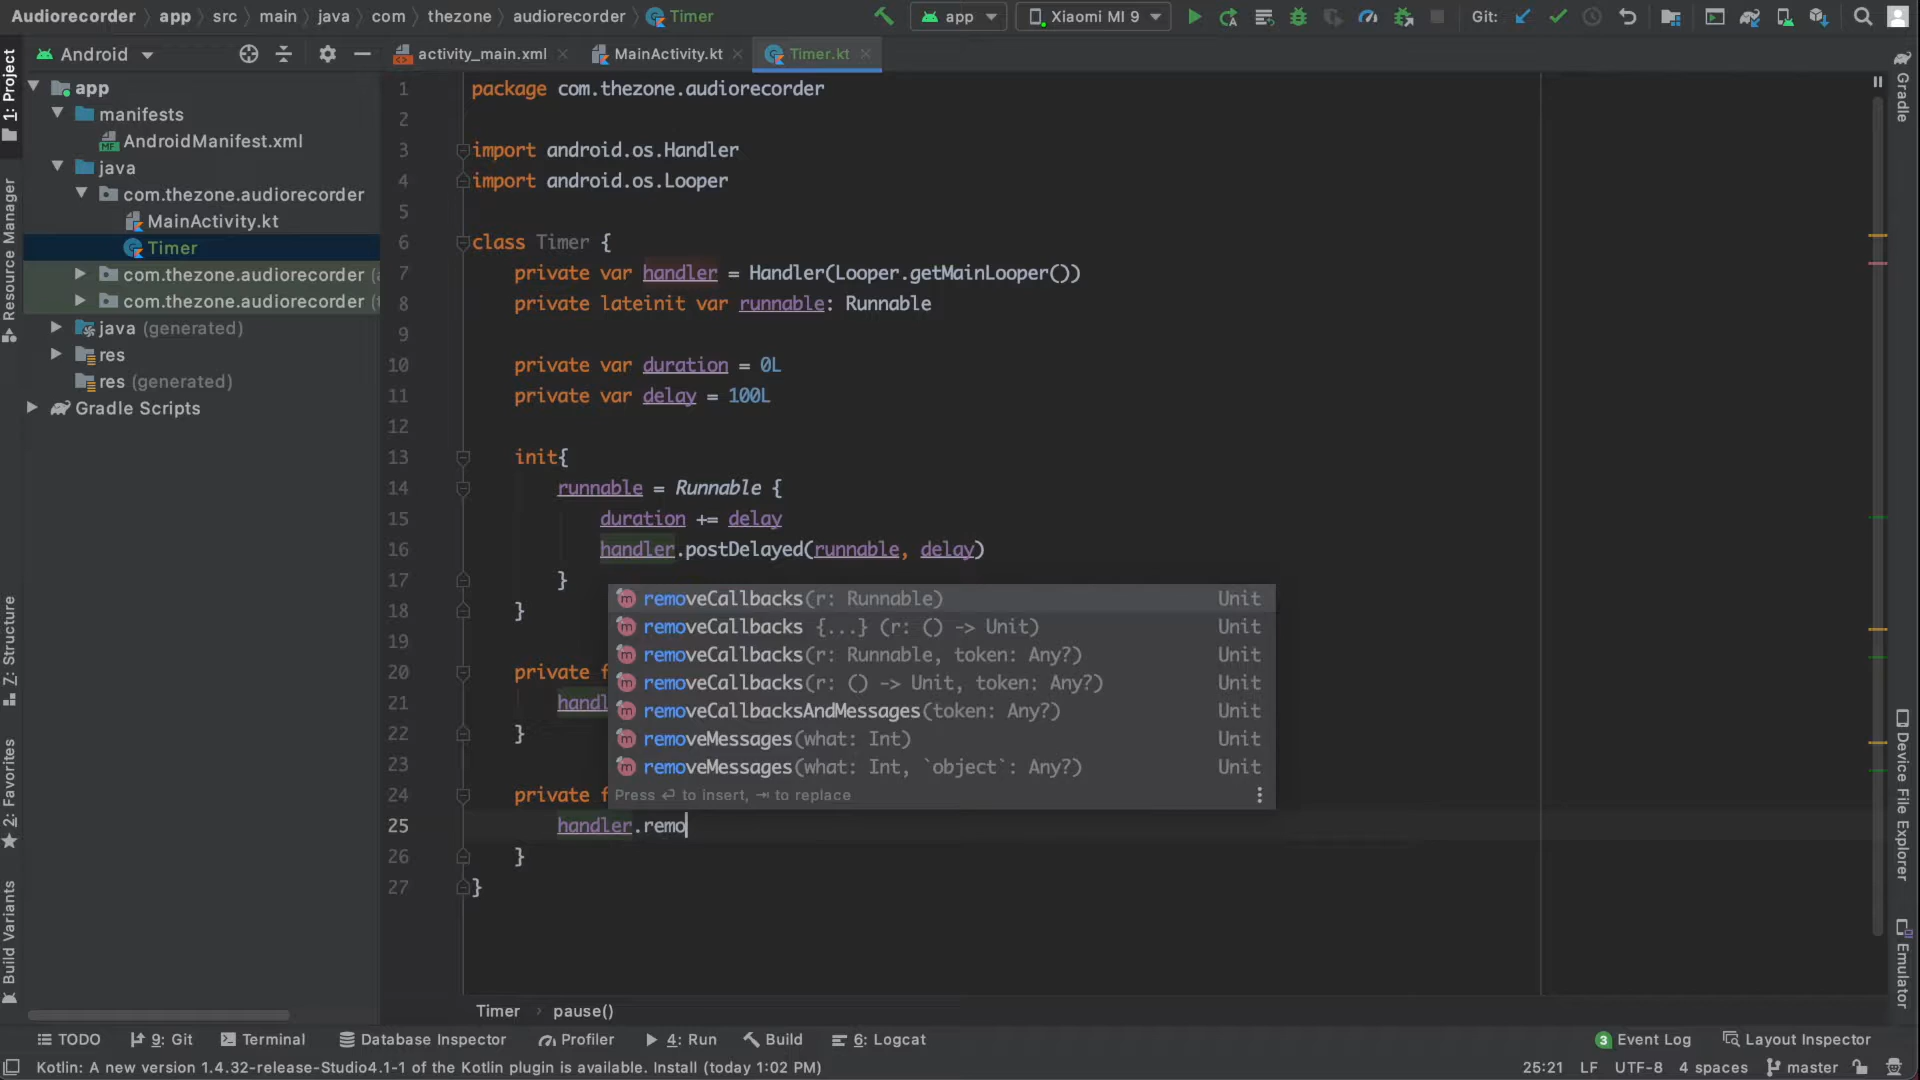 Audiorecorder app src main java com thezone audiorecorder Timer
app Xiaomi MI 9 Git:
Android
activity_main.xml MainActivity.kt Timer.kt
1: Project
Resource Manager
Z: Structure
2: Favorites
Build Variants
app
manifests
AndroidManifest.xml
java
com.thezone.audiorecorder
MainActivity.kt
Timer
com.thezone.audiorecorder (
com.thezone.audiorecorder (
java (generated)
res
res (generated)
Gradle Scripts
1 package com.thezone.audiorecorder
2
3 import android.os.Handler
4 import android.os.Looper
5
6 class Timer {
7 private var handler = Handler(Looper.getMainLooper())
8 private lateinit var runnable: Runnable
9
10 private var duration = 0L
11 private var delay = 100L
12
13 init{
14 runnable = Runnable {
15 duration += delay
16 handler.postDelayed(runnable, delay)
17 }
18 }
19
20 private f
21 handl
22 }
23
24 private f
25 handler.remo
26 }
27 }
removeCallbacks(r: Runnable) Unit
removeCallbacks {...} (r: () -> Unit) Unit
removeCallbacks(r: Runnable, token: Any?) Unit
removeCallbacks(r: () -> Unit, token: Any?) Unit
removeCallbacksAndMessages(token: Any?) Unit
removeMessages(what: Int) Unit
removeMessages(what: Int, `object`: Any?) Unit
Press ↵ to insert, ⇥ to replace
Gradle
Device File Explorer
Emulator
Timer › pause()
TODO 9: Git Terminal Database Inspector Profiler 4: Run Build 6: Logcat 3 Event Log Layout Inspector
Kotlin: A new version 1.4.32-release-Studio4.1-1 of the Kotlin plugin is available. Install (today 1:02 PM) 25:21 LF UTF-8 4 spaces master